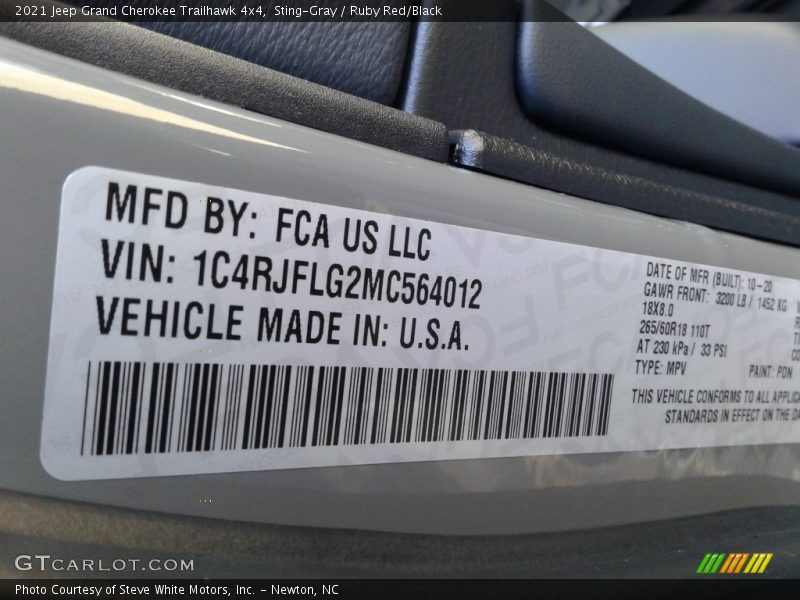 2021 Jeep Grand Cherokee Trailhawk 4x4, Sting-Gray / Ruby Red/Black
MFD BY: FCA US LLC
VIN: 1C4RJFLG2MC564012
VEHICLE MADE IN: U.S.A.
DATE OF MFR (BUILT): 10-20
GAWR FRONT: 3200 LB / 1452 KG
18X8.0
265/60R18 110T
AT 230 kPa / 33 PSI
TYPE: MPV PAINT: PDN
THIS VEHICLE CONFORMS TO ALL
STANDARDS IN EFFECT ON THE
GTCARLOT.COM
Photo Courtesy of Steve White Motors, Inc. - Newton, NC